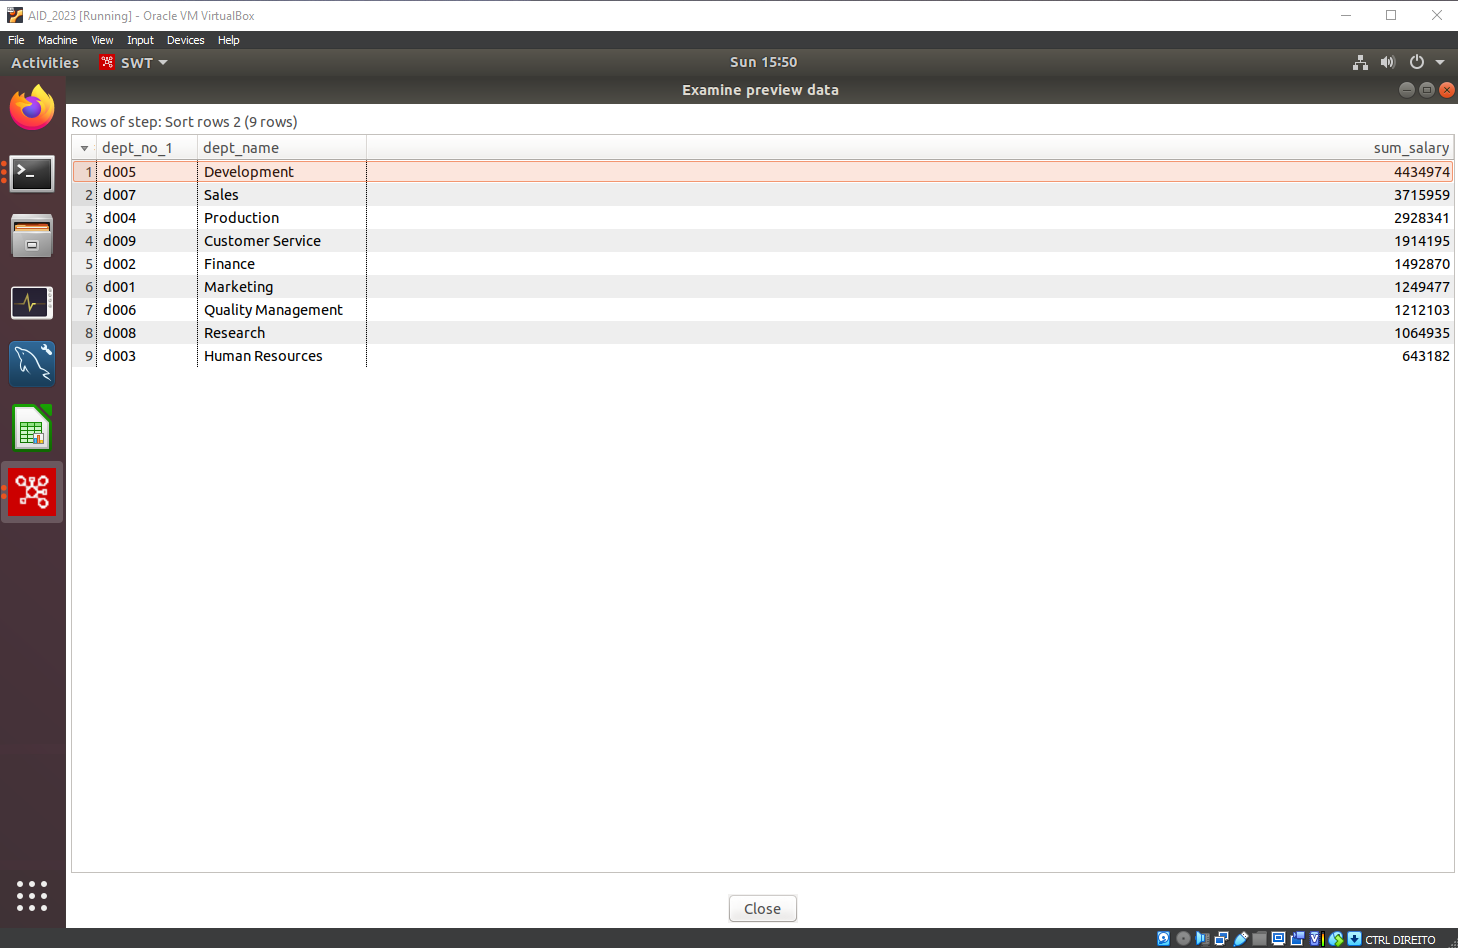 AID_2023 [Running] - Oracle VM VirtualBox
File Machine View Input Devices Help
Activities SWT Sun 15:50
Examine preview data
Rows of step: Sort rows 2 (9 rows)
dept_no_1 dept_name sum_salary
1 d005 Development 4434974
2 d007 Sales 3715959
3 d004 Production 2928341
4 d009 Customer Service 1914195
5 d002 Finance 1492870
6 d001 Marketing 1249477
7 d006 Quality Management 1212103
8 d008 Research 1064935
9 d003 Human Resources 643182
Close
CTRL DIREITO